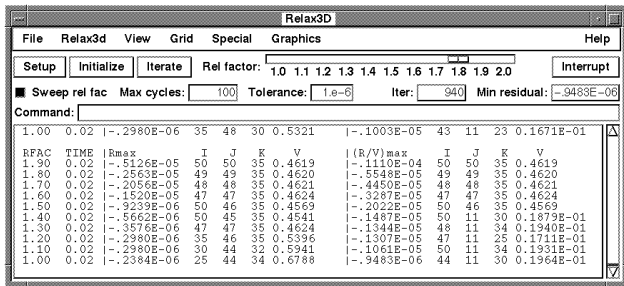 Relax3D
File Relax3d View Grid Special Graphics Help
Setup Initialize Iterate Rel factor: 1.0 1.1 1.2 1.3 1.4 1.5 1.6 1.7 1.8 1.9 2.0 Interrupt
Sweep rel fac Max cycles: 100 Tolerance: 1.e-6 Iter: 940 Min residual: -.9483E-06
Command:
1.00 0.02 |-.2980E-06 35 48 30 0.5321 |-.1003E-05 43 11 23 0.1671E-01
RFAC TIME |Rmax I J K V |(R/V)max I J K V
1.90 0.02 |-.5126E-05 50 50 35 0.4619 |-.1110E-04 50 50 35 0.4619
1.80 0.02 |-.2563E-05 49 49 35 0.4620 |-.5548E-05 49 49 35 0.4620
1.70 0.02 |-.2056E-05 48 48 35 0.4621 |-.4450E-05 48 48 35 0.4621
1.60 0.02 |-.1520E-05 47 47 35 0.4624 |-.3287E-05 47 47 35 0.4624
1.50 0.02 |-.9239E-06 50 46 35 0.4569 |-.2022E-05 50 46 35 0.4569
1.40 0.02 |-.5662E-06 50 45 35 0.4541 |-.1487E-05 50 11 30 0.1879E-01
1.30 0.02 |-.3576E-06 47 47 35 0.4624 |-.1344E-05 48 11 34 0.1940E-01
1.20 0.02 |-.2980E-06 35 46 35 0.5396 |-.1307E-05 47 11 25 0.1711E-01
1.10 0.02 |-.2980E-06 30 44 32 0.5941 |-.1061E-05 50 11 34 0.1931E-01
1.00 0.02 |-.2384E-06 25 44 34 0.6788 |-.9483E-06 44 11 30 0.1964E-01